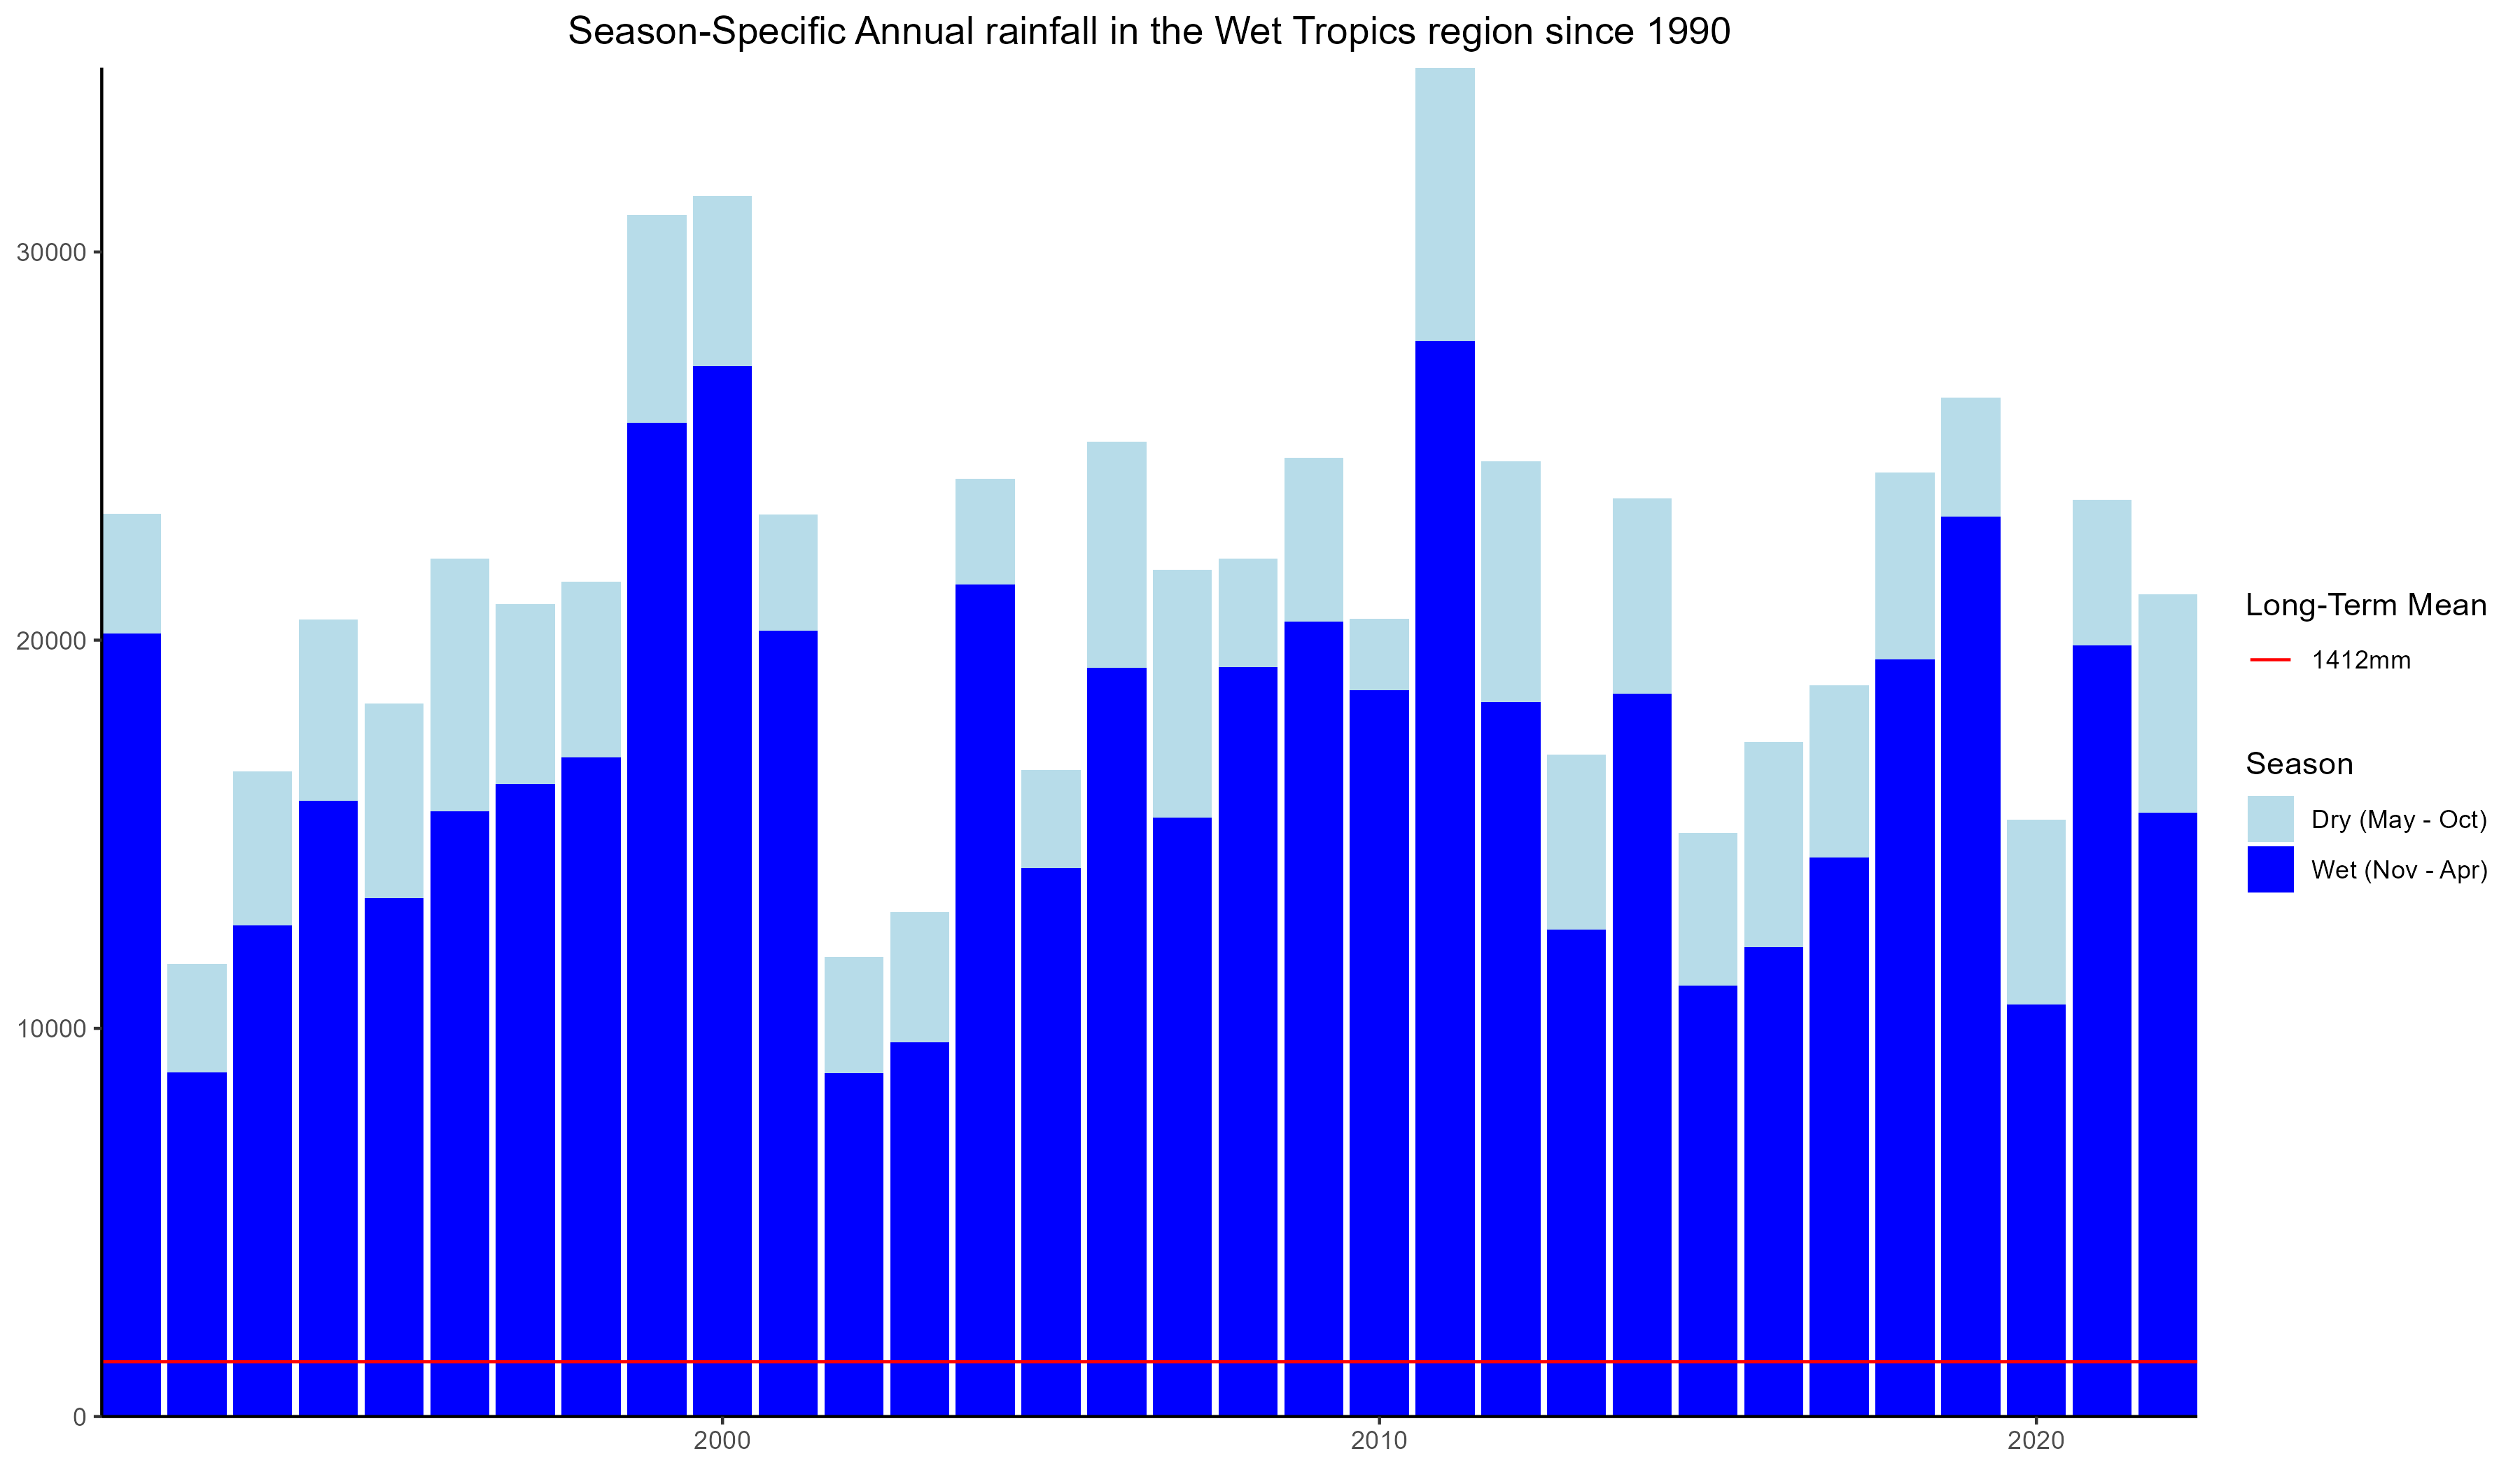 Season-Specific Annual rainfall in the Wet Tropics region since 1990
30000
20000
10000
0
2000
2010
2020
Long-Term Mean
1412mm
Season
Dry (May - Oct)
Wet (Nov - Apr)